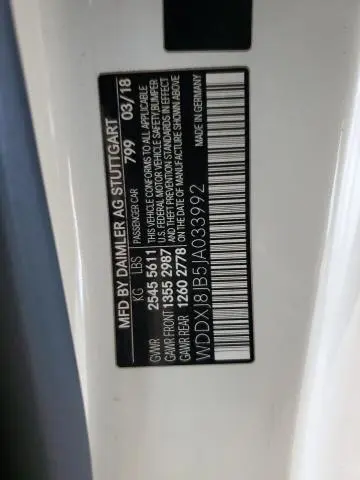 MFD BY DAIMLER AG STUTTGART
PASSENGER CAR 799 03/18
KG LBS
GVWR 2545 5611
GAWR FRONT 1355 2987
GAWR REAR 1260 2778
THIS VEHICLE CONFORMS TO ALL APPLICABLE
U.S. FEDERAL MOTOR VEHICLE SAFETY,BUMPER
AND THEFT PREVENTION STANDARDS IN EFFECT
ON THE DATE OF MANUFACTURE SHOWN ABOVE
WDDXJ8JB5JA033992
MADE IN GERMANY